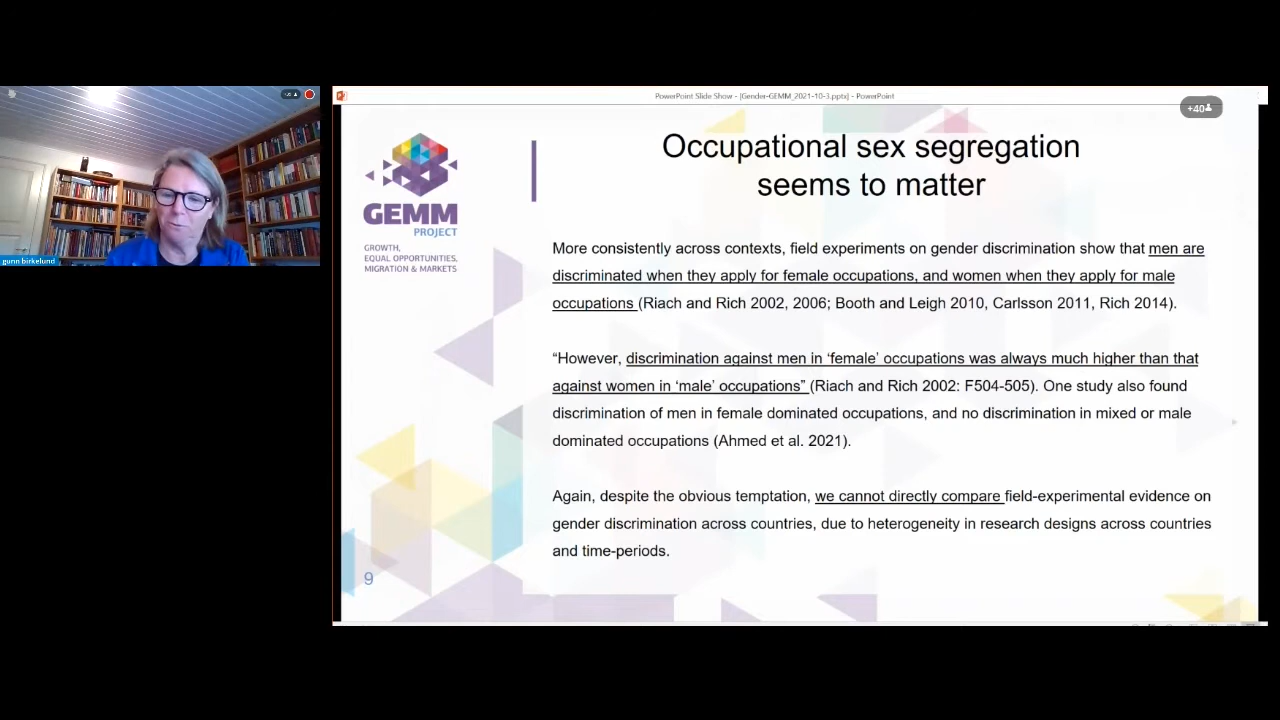 PowerPoint Slide Show - [Gender-GEMM_2021-10-3.pptx] - PowerPoint
+40
gunn birkelund
GEMM
PROJECT
GROWTH,
EQUAL OPPORTUNITIES,
MIGRATION & MARKETS
Occupational sex segregation
seems to matter
More consistently across contexts, field experiments on gender discrimination show that men are
discriminated when they apply for female occupations, and women when they apply for male
occupations (Riach and Rich 2002, 2006; Booth and Leigh 2010, Carlsson 2011, Rich 2014).
“However, discrimination against men in ‘female’ occupations was always much higher than that
against women in ‘male’ occupations” (Riach and Rich 2002: F504-505). One study also found
discrimination of men in female dominated occupations, and no discrimination in mixed or male
dominated occupations (Ahmed et al. 2021).
Again, despite the obvious temptation, we cannot directly compare field-experimental evidence on
gender discrimination across countries, due to heterogeneity in research designs across countries
and time-periods.
9